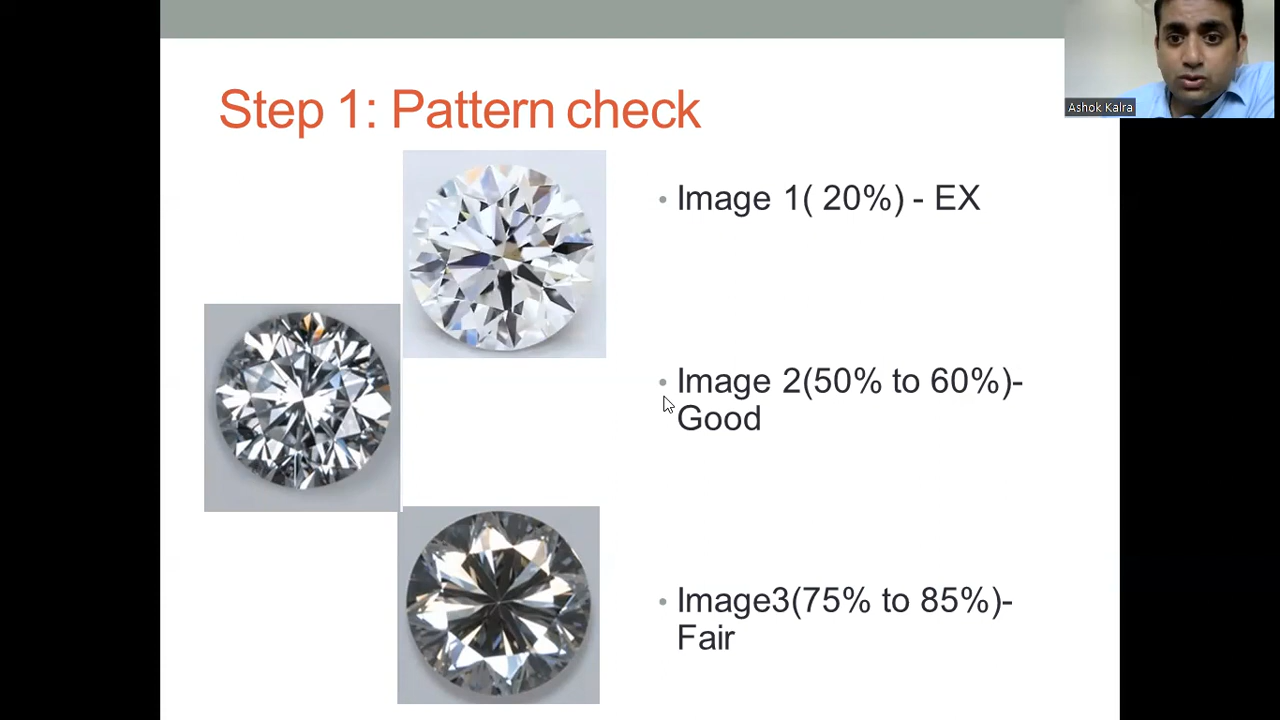 Step 1: Pattern check
Ashok Kalra
• Image 1( 20%) - EX
• Image 2(50% to 60%)-
Good
• Image3(75% to 85%)-
Fair